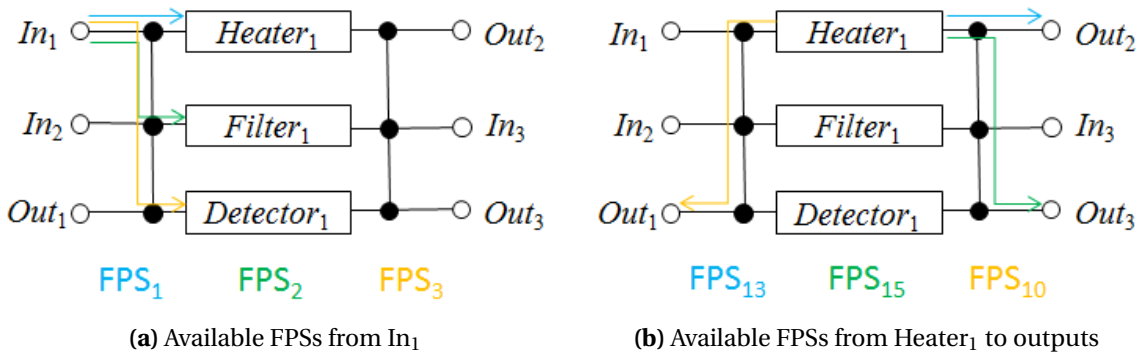 In₁ Heater₁ Out₂
In₂ Filter₁ In₃
Out₁ Detector₁ Out₃
FPS₁ FPS₂ FPS₃
(a) Available FPSs from In₁
In₁ Heater₁ Out₂
In₂ Filter₁ In₃
Out₁ Detector₁ Out₃
FPS₁₃ FPS₁₅ FPS₁₀
(b) Available FPSs from Heater₁ to outputs